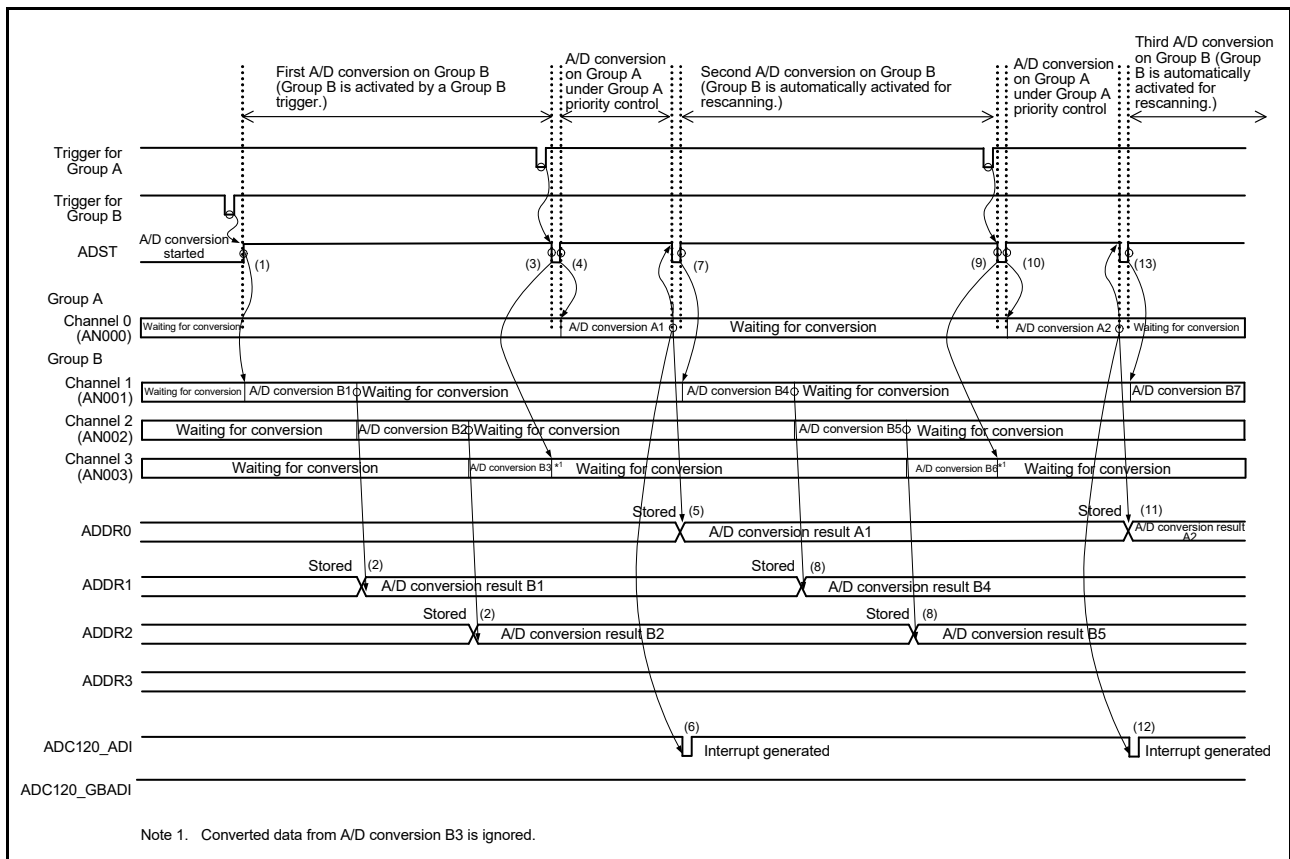 First A/D conversion on Group B
(Group B is activated by a Group B
trigger.)
A/D conversion
on Group A
under Group A
priority control
Second A/D conversion on Group B
(Group B is automatically activated for
rescanning.)
A/D conversion
on Group A
under Group A
priority control
Third A/D conversion
on Group B (Group
B is automatically
activated for
rescanning.)
Trigger for
Group A
Trigger for
Group B
ADST
A/D conversion
started
(1)
(3)
(4)
(7)
(9)
(10)
(13)
Group A
Channel 0
(AN000)
Waiting for conversion
A/D conversion A1
Waiting for conversion
A/D conversion A2
Waiting for conversion
Group B
Channel 1
(AN001)
Waiting for conversion
A/D conversion B1
Waiting for conversion
A/D conversion B4
Waiting for conversion
A/D conversion B7
Channel 2
(AN002)
Waiting for conversion
A/D conversion B2
Waiting for conversion
A/D conversion B5
Waiting for conversion
Channel 3
(AN003)
Waiting for conversion
A/D conversion B3 *1
Waiting for conversion
A/D conversion B6*1
Waiting for conversion
ADDR0
Stored
(5)
A/D conversion result A1
Stored
(11)
A/D conversion result
A2
ADDR1
Stored
(2)
A/D conversion result B1
Stored
(8)
A/D conversion result B4
ADDR2
Stored
(2)
A/D conversion result B2
Stored
(8)
A/D conversion result B5
ADDR3
ADC120_ADI
(6)
Interrupt generated
(12)
Interrupt generated
ADC120_GBADI
Note 1. Converted data from A/D conversion B3 is ignored.